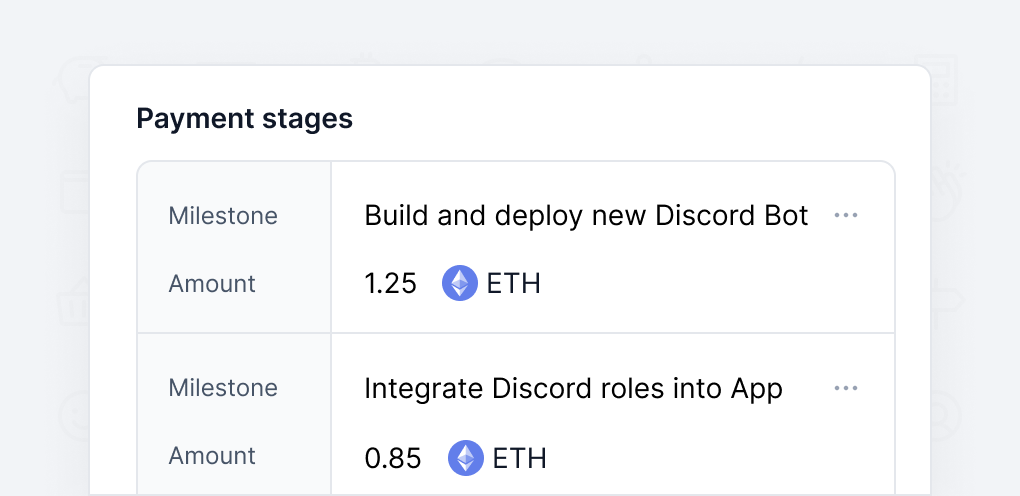 Payment stages
Milestone Build and deploy new Discord Bot
Amount 1.25 ETH
Milestone Integrate Discord roles into App
Amount 0.85 ETH